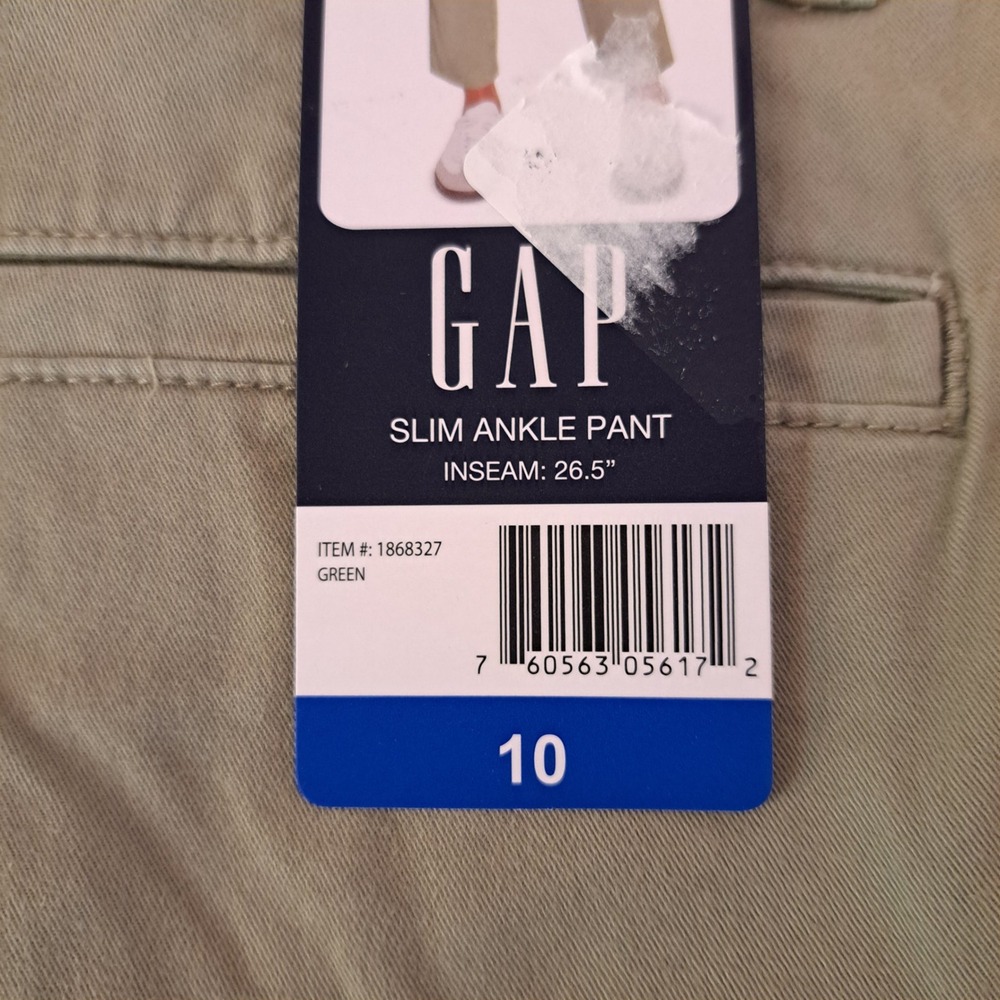 GAP
SLIM ANKLE PANT
INSEAM: 26.5”
ITEM #: 1868327
GREEN
7 60563 05617 2
10